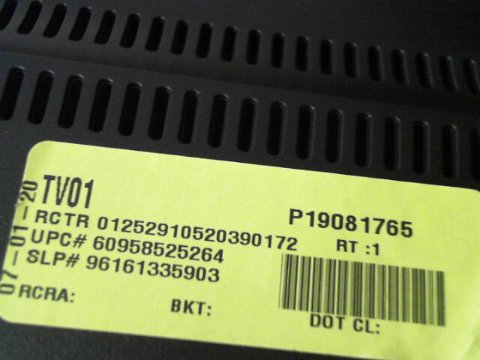 TV01
P19081765
RCTR 01252910520390172
RT :1
UPC# 60958525264
SLP# 96161335903
RCRA:
BKT:
DOT CL:
07-01-20